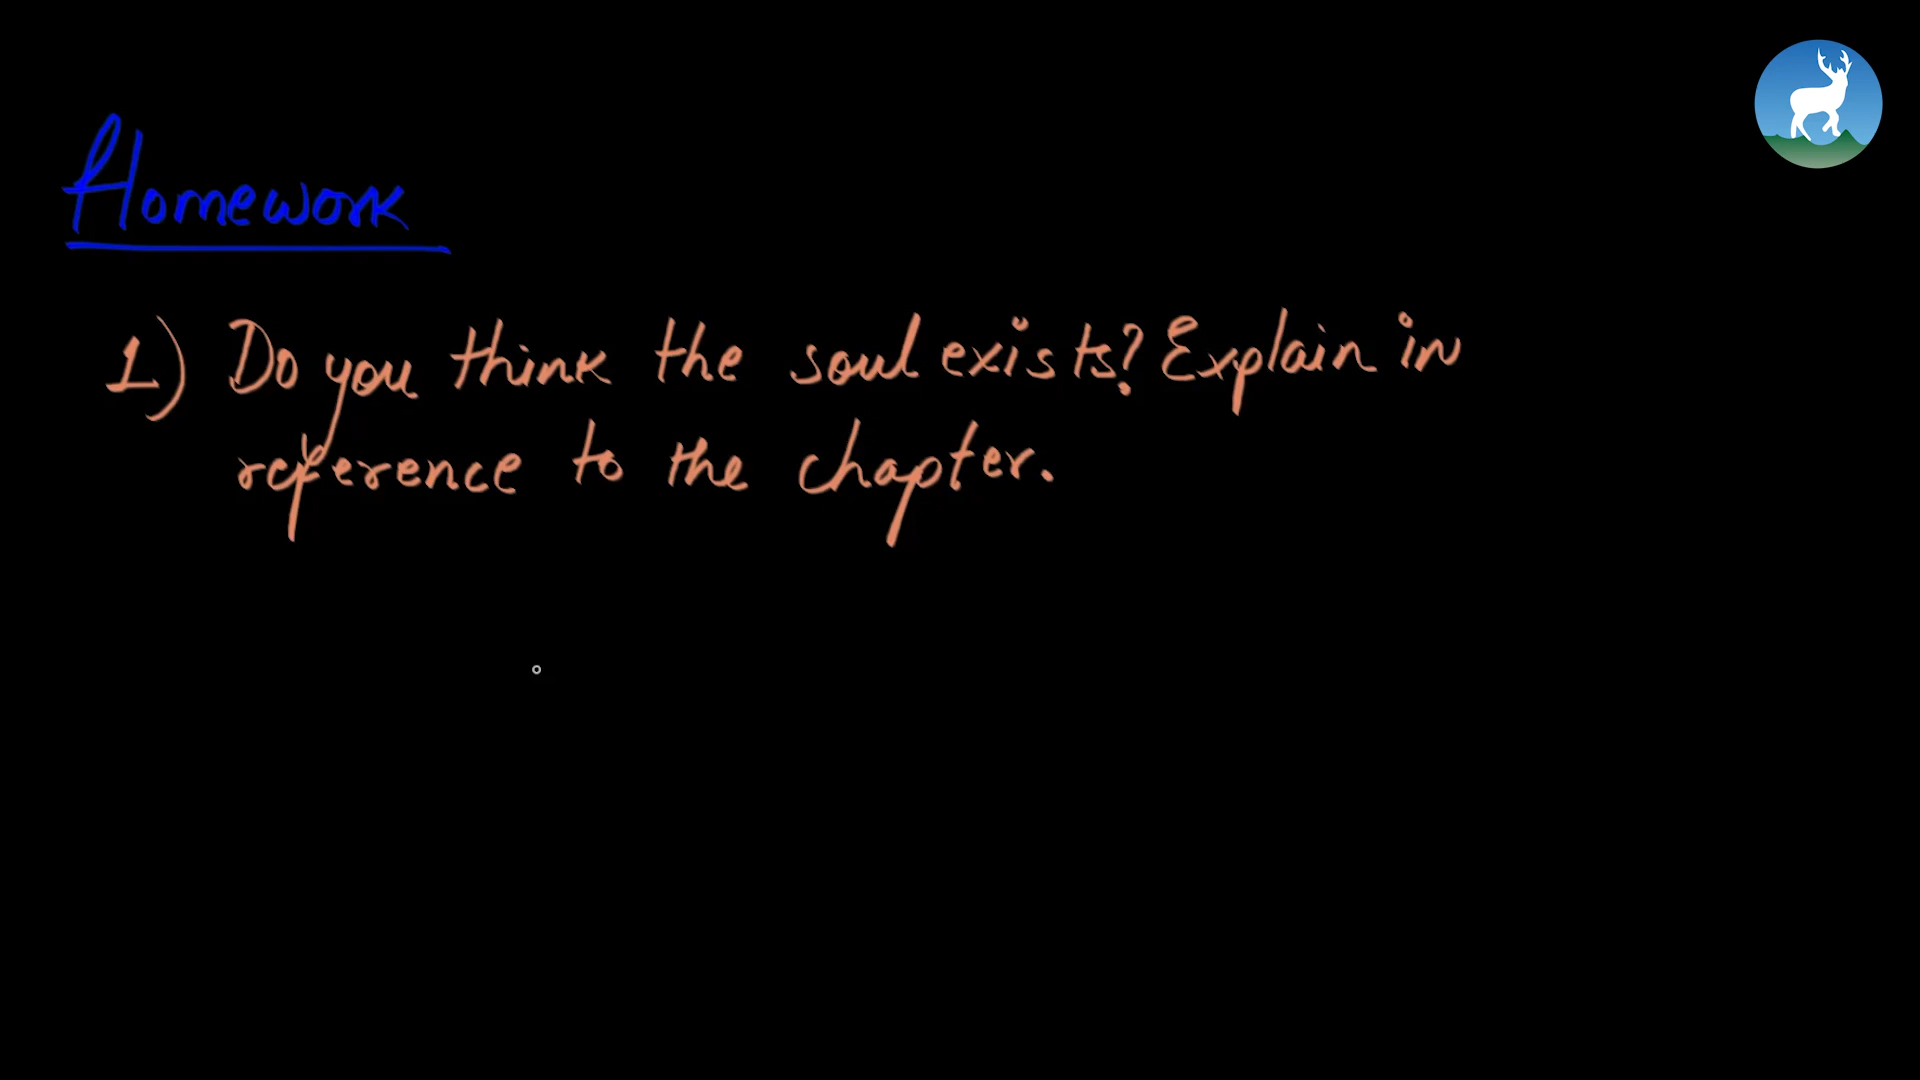 Homework
1) Do you think the soul exists? Explain in
reference to the chapter.